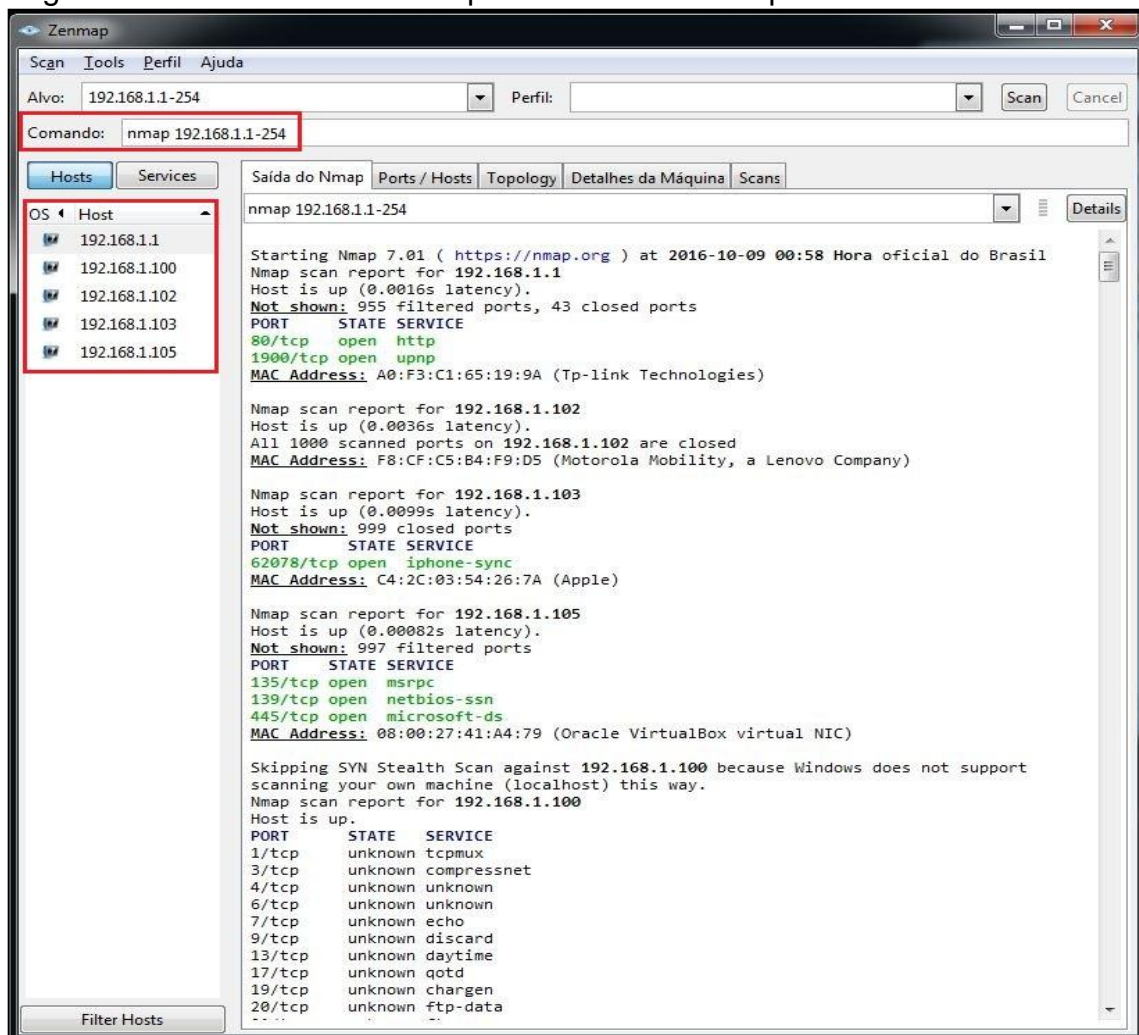 Zenmap
Scan Tools Perfil Ajuda
Alvo: 192.168.1.1-254 Perfil: Scan Cancel
Comando: nmap 192.168.1.1-254
Hosts Services
Saída do Nmap Ports / Hosts Topology Detalhes da Máquina Scans
OS Host
192.168.1.1
192.168.1.100
192.168.1.102
192.168.1.103
192.168.1.105
Filter Hosts
nmap 192.168.1.1-254 Details
Starting Nmap 7.01 ( https://nmap.org ) at 2016-10-09 00:58 Hora oficial do Brasil
Nmap scan report for 192.168.1.1
Host is up (0.0016s latency).
Not shown: 955 filtered ports, 43 closed ports
PORT STATE SERVICE
80/tcp open http
1900/tcp open upnp
MAC Address: A0:F3:C1:65:19:9A (Tp-link Technologies)
Nmap scan report for 192.168.1.102
Host is up (0.0036s latency).
All 1000 scanned ports on 192.168.1.102 are closed
MAC Address: F8:CF:C5:B4:F9:D5 (Motorola Mobility, a Lenovo Company)
Nmap scan report for 192.168.1.103
Host is up (0.0099s latency).
Not shown: 999 closed ports
PORT STATE SERVICE
62078/tcp open iphone-sync
MAC Address: C4:2C:03:54:26:7A (Apple)
Nmap scan report for 192.168.1.105
Host is up (0.00082s latency).
Not shown: 997 filtered ports
PORT STATE SERVICE
135/tcp open msrpc
139/tcp open netbios-ssn
445/tcp open microsoft-ds
MAC Address: 08:00:27:41:A4:79 (Oracle VirtualBox virtual NIC)
Skipping SYN Stealth Scan against 192.168.1.100 because Windows does not support
scanning your own machine (localhost) this way.
Nmap scan report for 192.168.1.100
Host is up.
PORT STATE SERVICE
1/tcp unknown tcpmux
3/tcp unknown compressnet
4/tcp unknown unknown
6/tcp unknown unknown
7/tcp unknown echo
9/tcp unknown discard
13/tcp unknown daytime
17/tcp unknown qotd
19/tcp unknown chargen
20/tcp unknown ftp-data